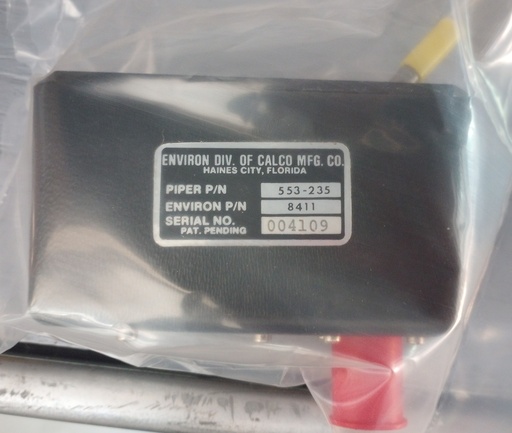 ENVIRON DIV. OF CALCO MFG. CO.
HAINES CITY, FLORIDA
PIPER P/N 553-235
ENVIRON P/N 8411
SERIAL NO. 004109
PAT. PENDING